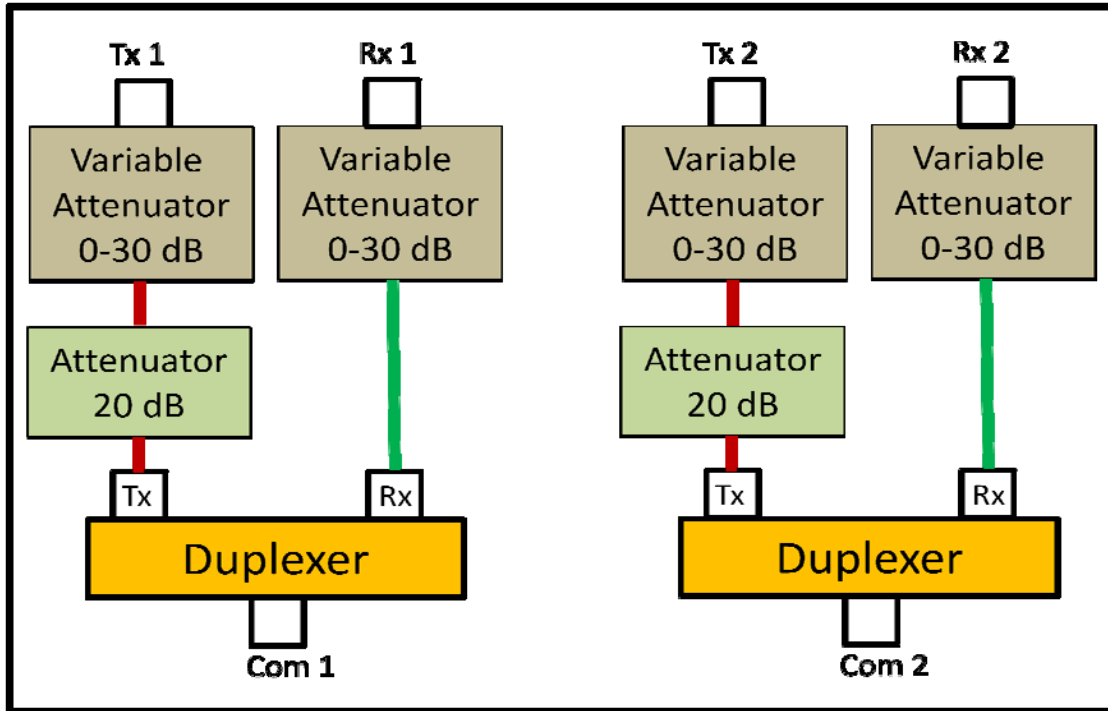 Tx 1
Rx 1
Tx 2
Rx 2
Variable
Attenuator
0-30 dB
Variable
Attenuator
0-30 dB
Variable
Attenuator
0-30 dB
Variable
Attenuator
0-30 dB
Attenuator
20 dB
Attenuator
20 dB
Tx
Rx
Tx
Rx
Duplexer
Duplexer
Com 1
Com 2